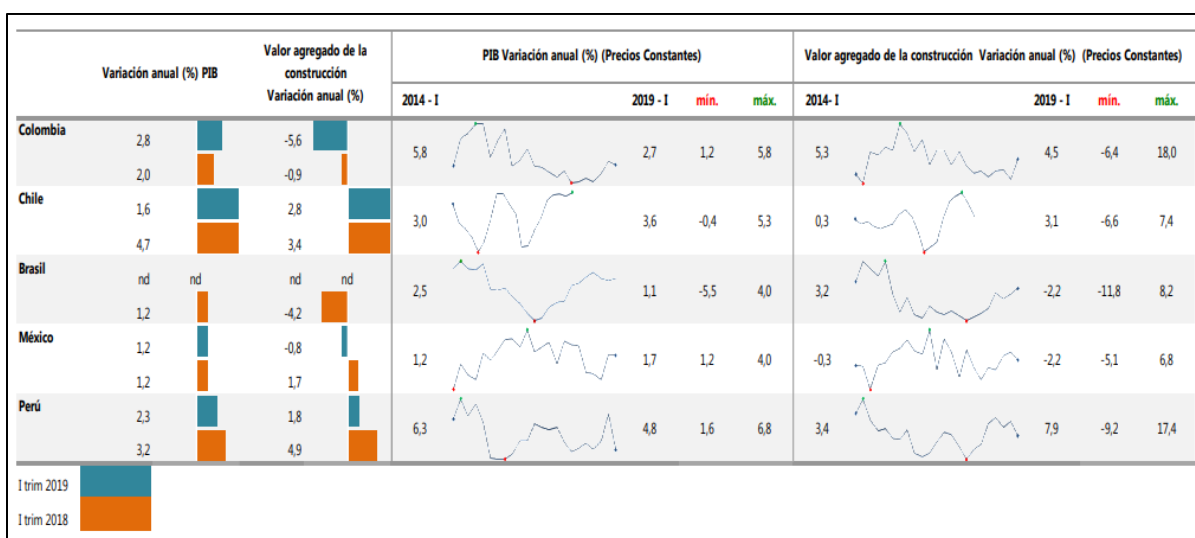 Variación anual (%) PIB
Valor agregado de la
construcción
Variación anual (%)
PIB Variación anual (%) (Precios Constantes)
Valor agregado de la construcción Variación anual (%) (Precios Constantes)
2014 - I 2019 - I mín. máx. 2014- I 2019 - I mín. máx.
Colombia
2,8 -5,6
5,8 2,7 1,2 5,8 5,3 4,5 -6,4 18,0
2,0 -0,9
Chile
1,6 2,8
3,0 3,6 -0,4 5,3 0,3 3,1 -6,6 7,4
4,7 3,4
Brasil
nd nd nd nd
2,5 1,1 -5,5 4,0 3,2 -2,2 -11,8 8,2
1,2 -4,2
México
1,2 -0,8
1,2 1,7 1,2 4,0 -0,3 -2,2 -5,1 6,8
1,2 1,7
Perú
2,3 1,8
6,3 4,8 1,6 6,8 3,4 7,9 -9,2 17,4
3,2 4,9
I trim 2019
I trim 2018